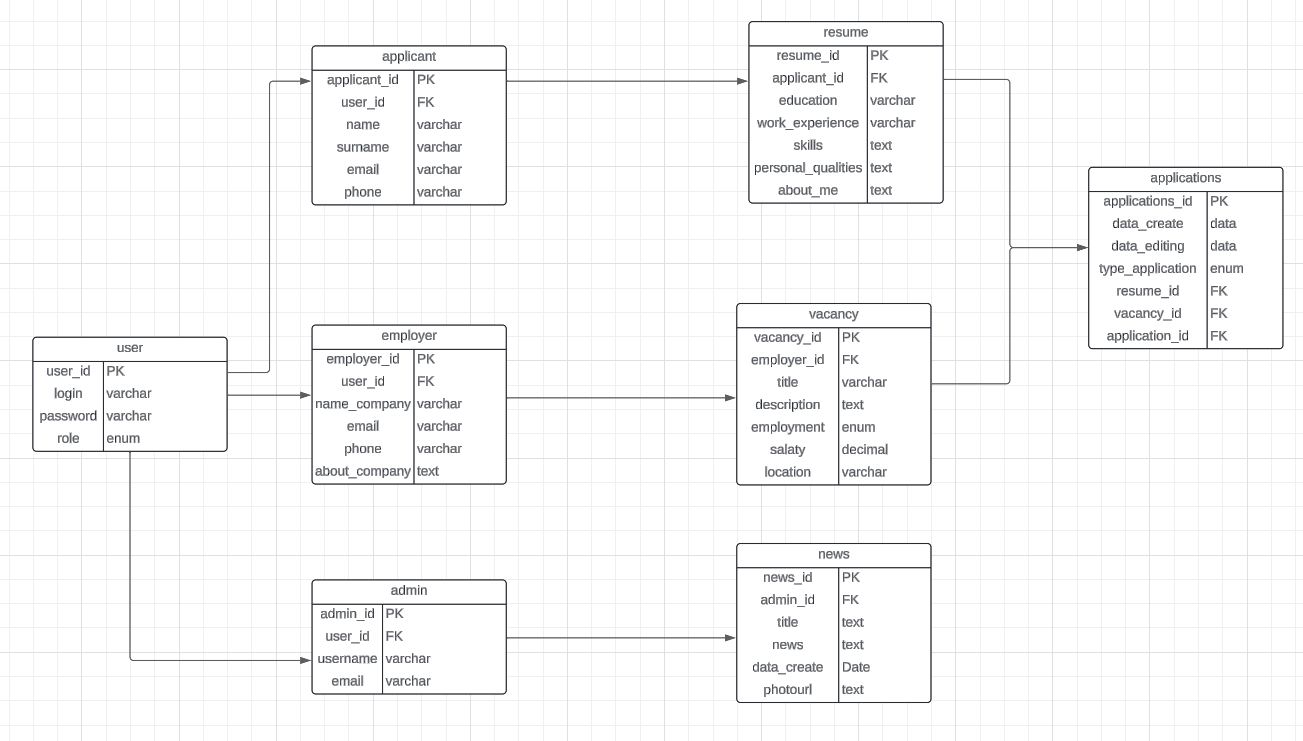 applicant
applicant_id PK
user_id FK
name varchar
surname varchar
email varchar
phone varchar
resume
resume_id PK
applicant_id FK
education varchar
work_experience varchar
skills text
personal_qualities text
about_me text
applications
applications_id PK
data_create data
data_editing data
type_application enum
resume_id FK
vacancy_id FK
application_id FK
user
user_id PK
login varchar
password varchar
role enum
employer
employer_id PK
user_id FK
name_company varchar
email varchar
phone varchar
about_company text
vacancy
vacancy_id PK
employer_id FK
title varchar
description text
employment enum
salaty decimal
location varchar
admin
admin_id PK
user_id FK
username varchar
email varchar
news
news_id PK
admin_id FK
title text
news text
data_create Date
photourl text